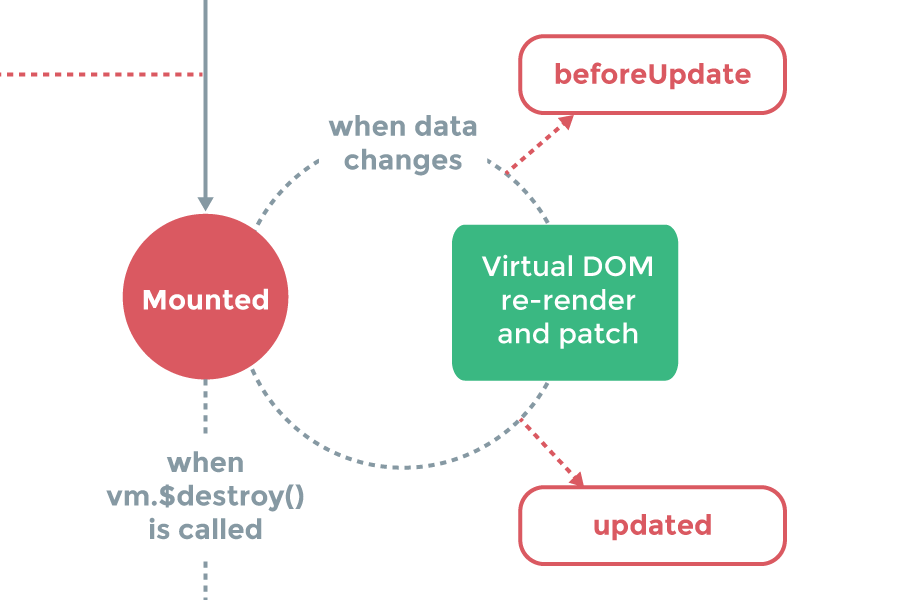 beforeUpdate
when data
changes
Virtual DOM
re-render
and patch
Mounted
when
vm.$destroy()
is called
updated